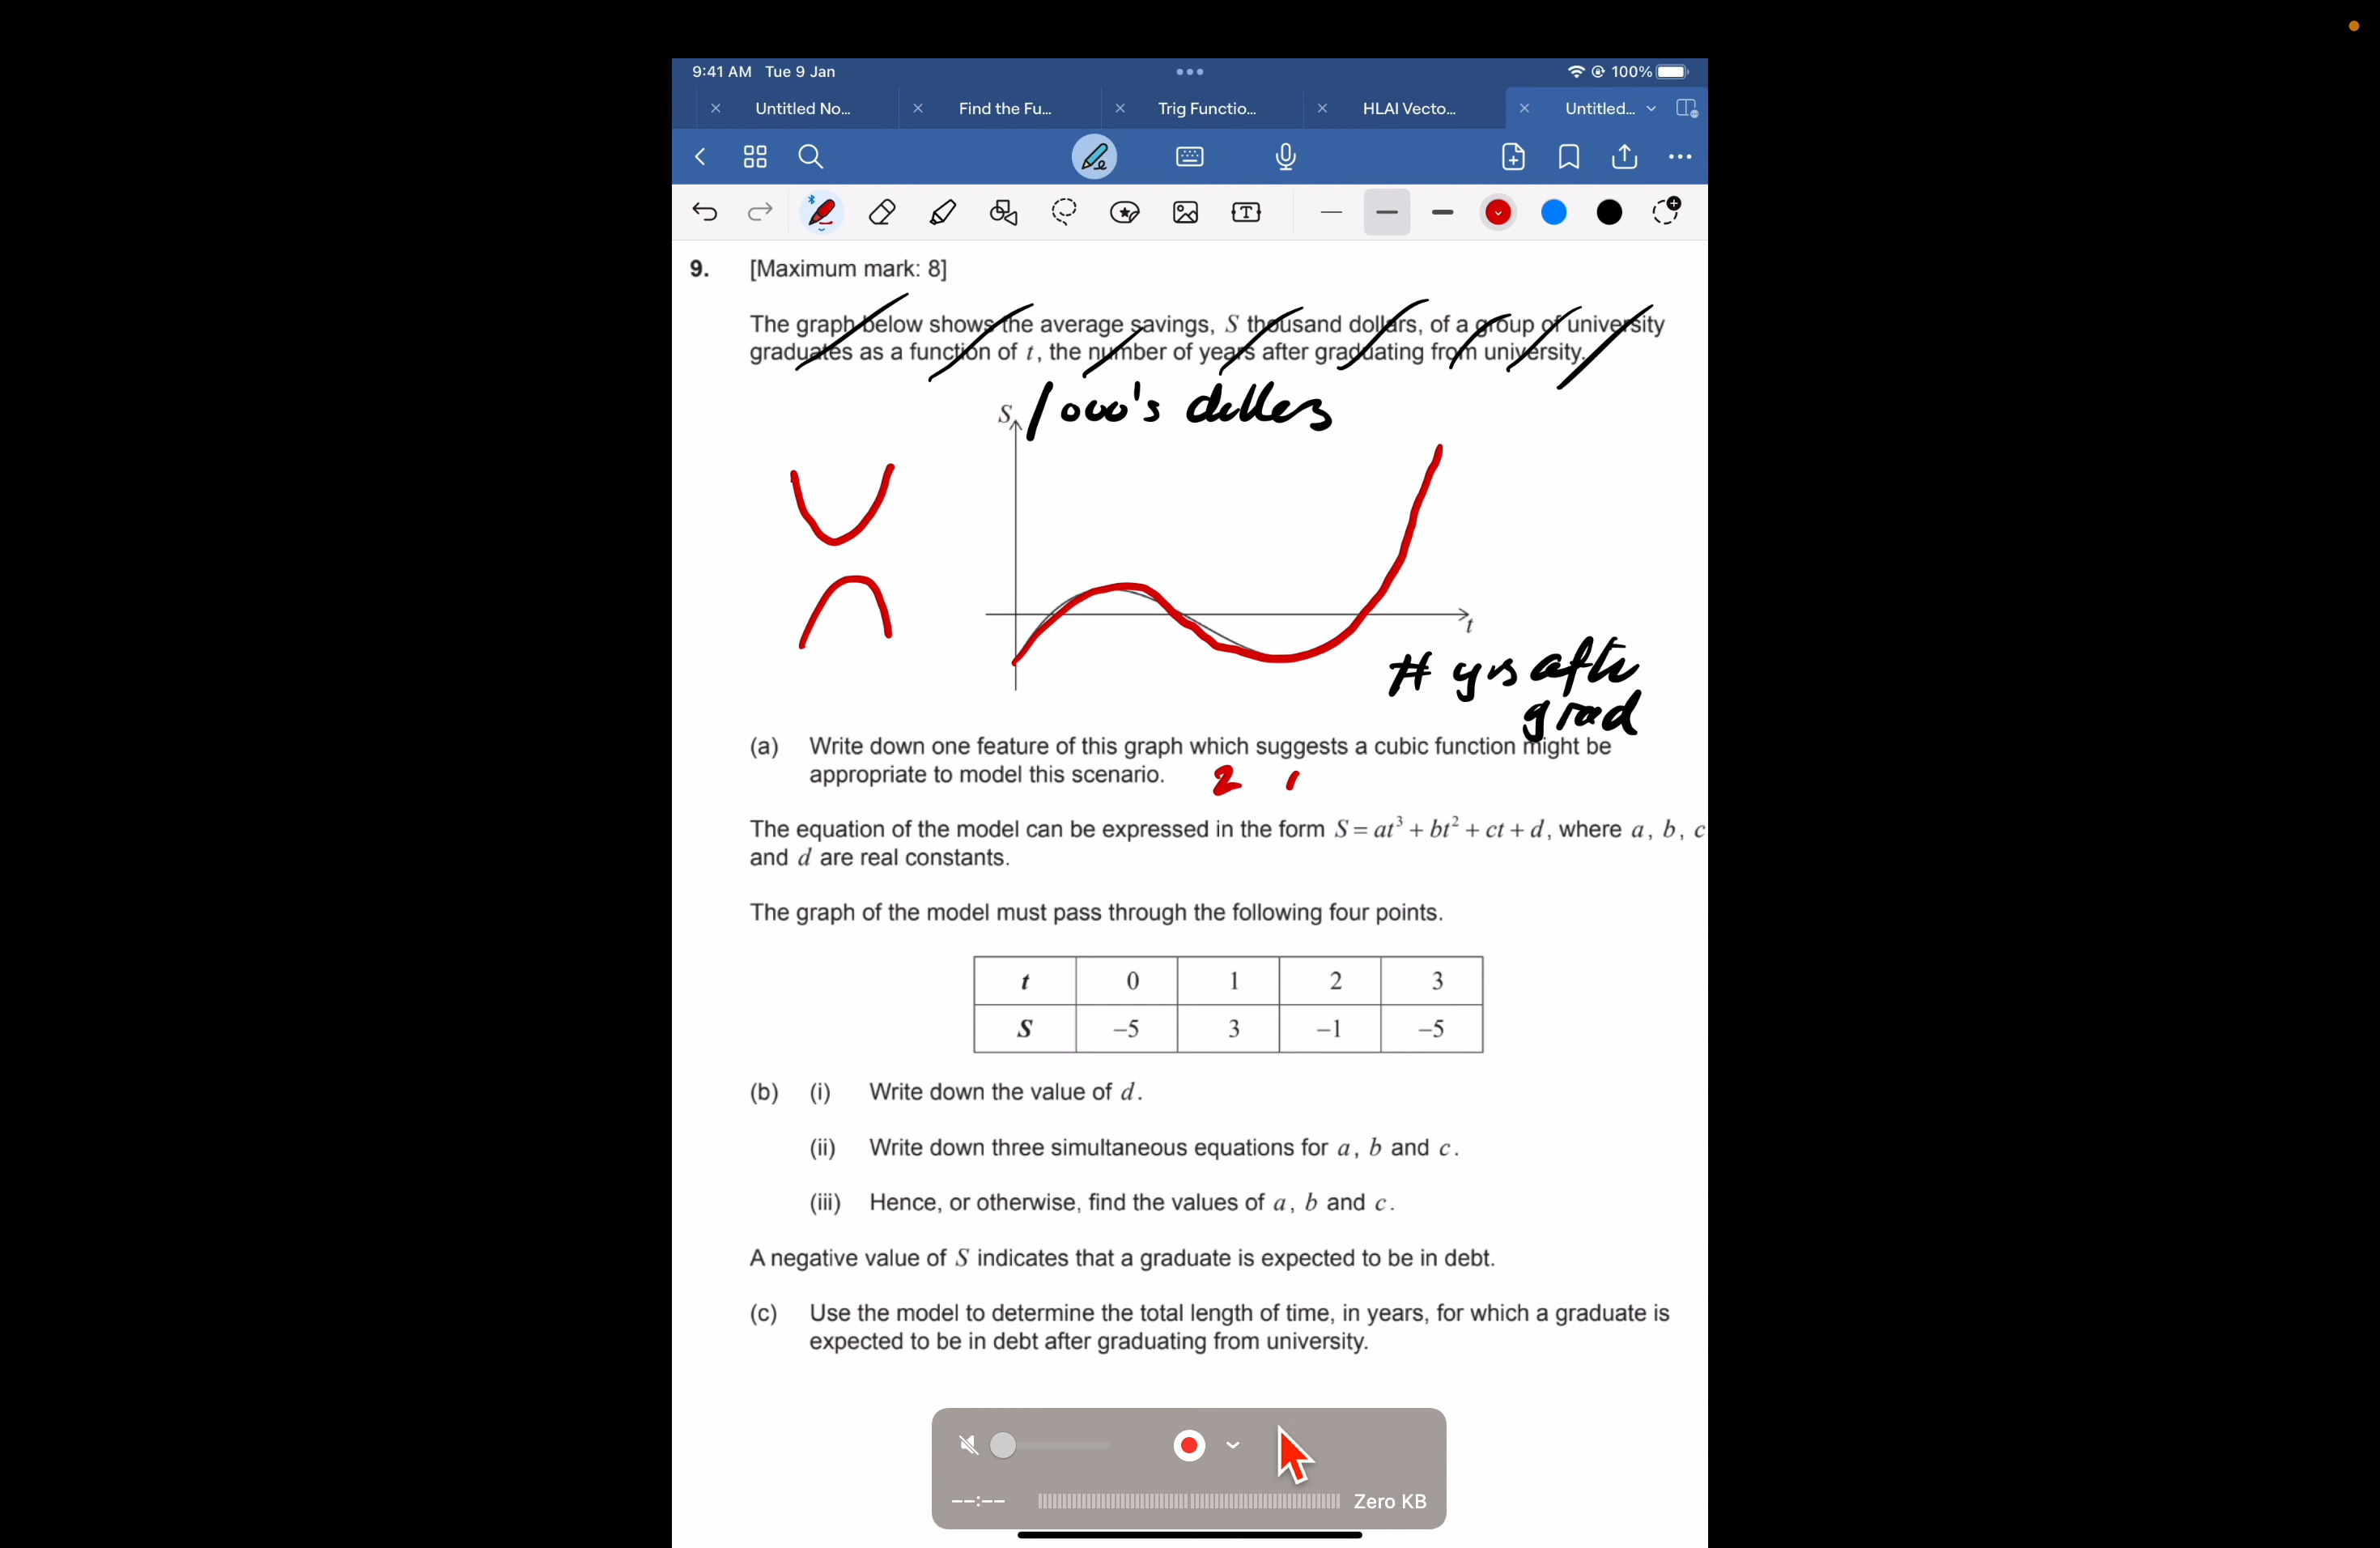 9:41 AM Tue 9 Jan
100%
Untitled No...
Find the Fu...
Trig Functio...
HLAI Vecto...
Untitled...
9. [Maximum mark: 8]
The graph below shows the average savings, S thousand dollars, of a group of university
graduates as a function of t, the number of years after graduating from university.
S / 000's dollars
t
# yrs after
grad
(a) Write down one feature of this graph which suggests a cubic function might be
appropriate to model this scenario.
2
The equation of the model can be expressed in the form S = at³ + bt² + ct + d, where a, b, c
and d are real constants.
The graph of the model must pass through the following four points.
t 0 1 2 3
S –5 3 –1 –5
(b) (i) Write down the value of d.
(ii) Write down three simultaneous equations for a, b and c.
(iii) Hence, or otherwise, find the values of a, b and c.
A negative value of S indicates that a graduate is expected to be in debt.
(c) Use the model to determine the total length of time, in years, for which a graduate is
expected to be in debt after graduating from university.
--:--
Zero KB